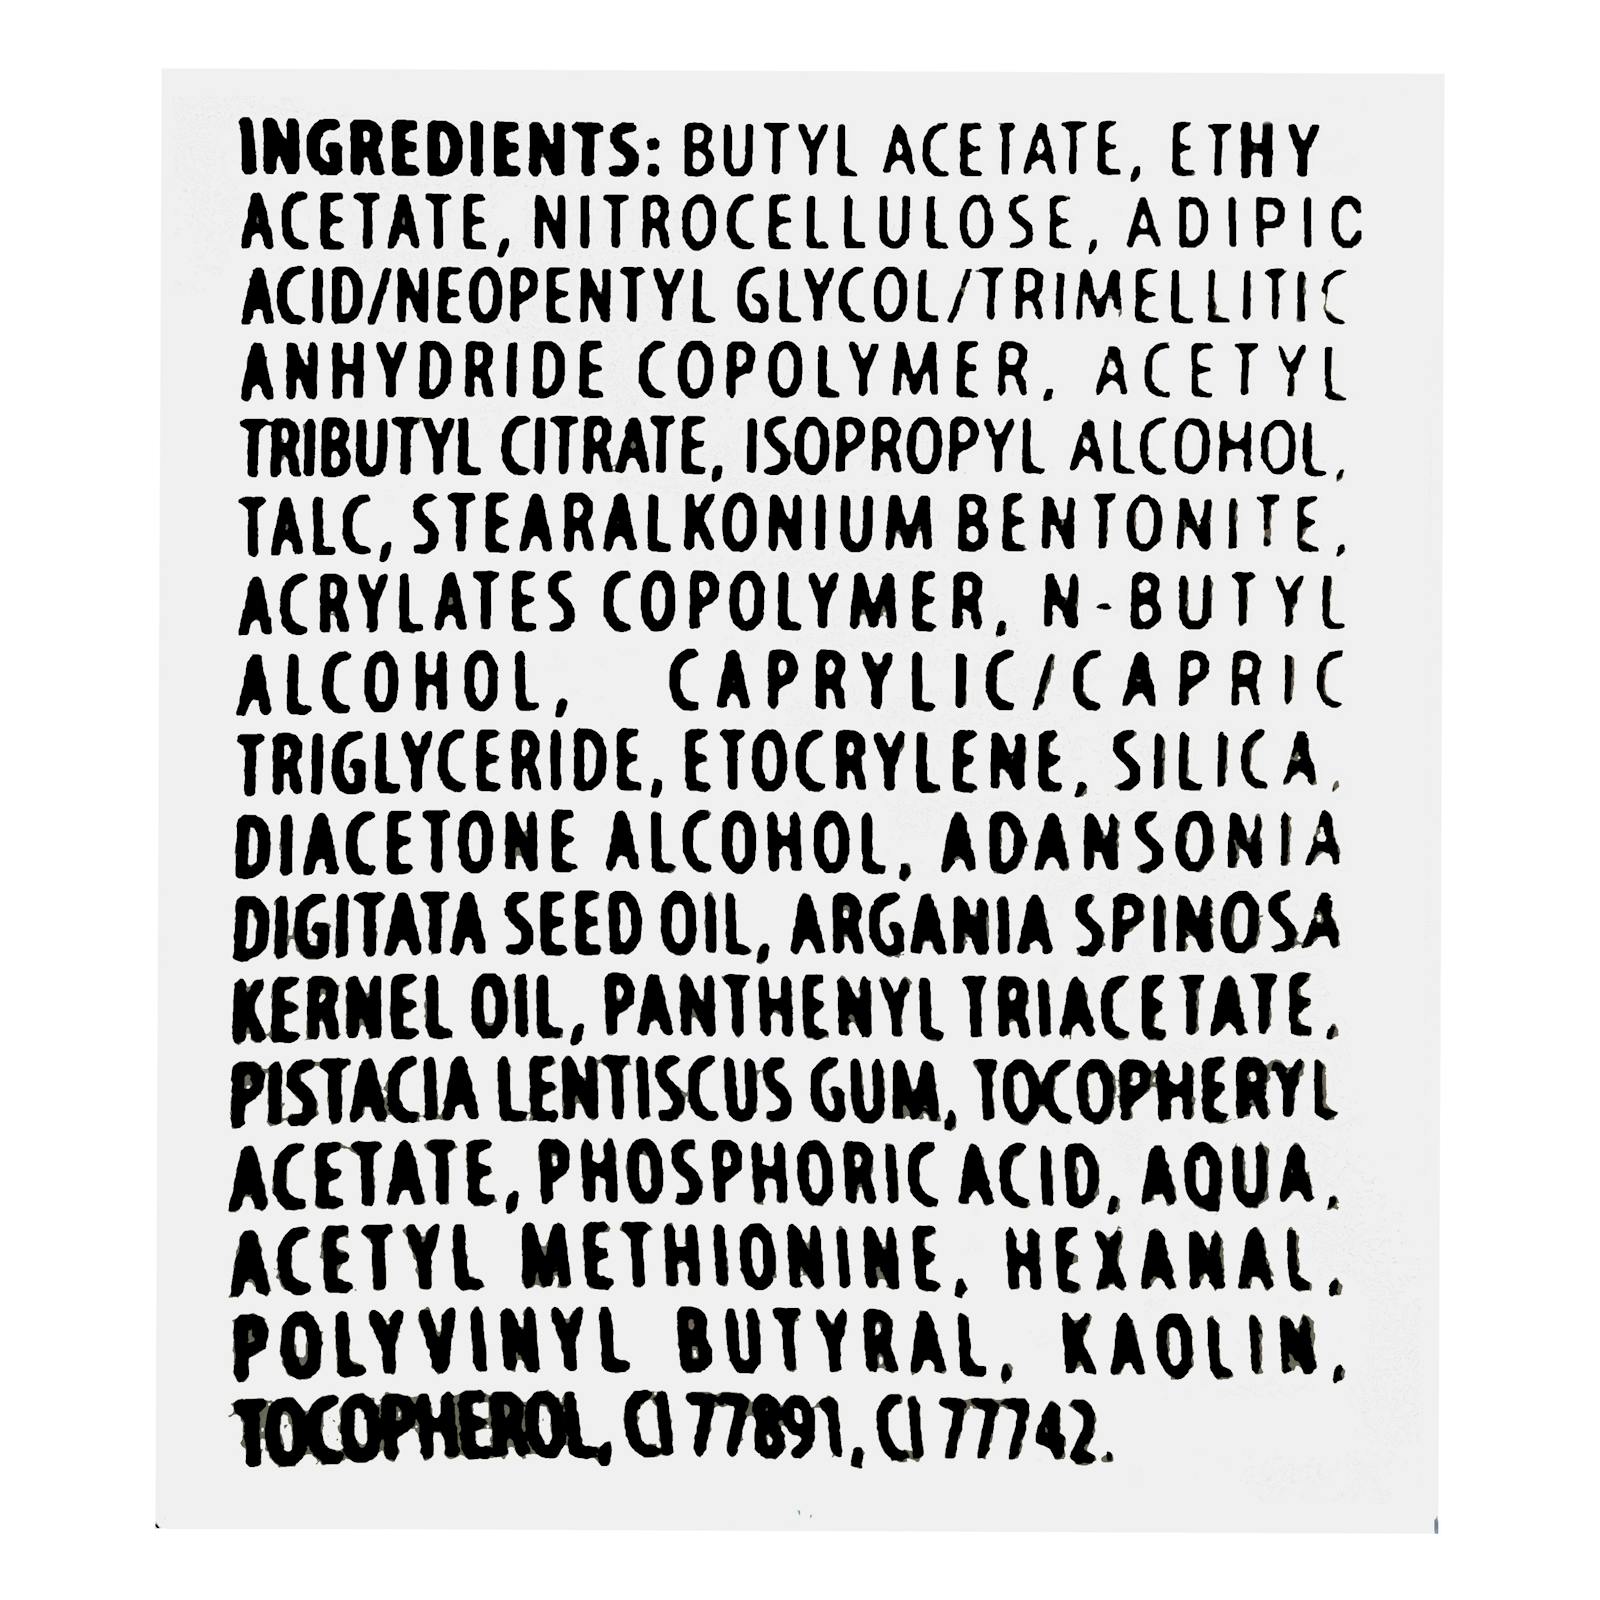 INGREDIENTS: BUTYL ACETATE, ETHY
ACETATE, NITROCELLULOSE, ADIPIC
ACID/NEOPENTYL GLYCOL/TRIMELLITIC
ANHYDRIDE COPOLYMER, ACETYL
TRIBUTYL CITRATE, ISOPROPYL ALCOHOL,
TALC, STEARALKONIUM BENTONITE,
ACRYLATES COPOLYMER, N-BUTYL
ALCOHOL, CAPRYLIC/CAPRIC
TRIGLYCERIDE, ETOCRYLENE, SILICA,
DIACETONE ALCOHOL, ADANSONIA
DIGITATA SEED OIL, ARGANIA SPINOSA
KERNEL OIL, PANTHENYL TRIACETATE,
PISTACIA LENTISCUS GUM, TOCOPHERYL
ACETATE, PHOSPHORIC ACID, AQUA,
ACETYL METHIONINE, HEXANAL,
POLYVINYL BUTYRAL, KAOLIN,
TOCOPHEROL, CI 77891, CI 77742.